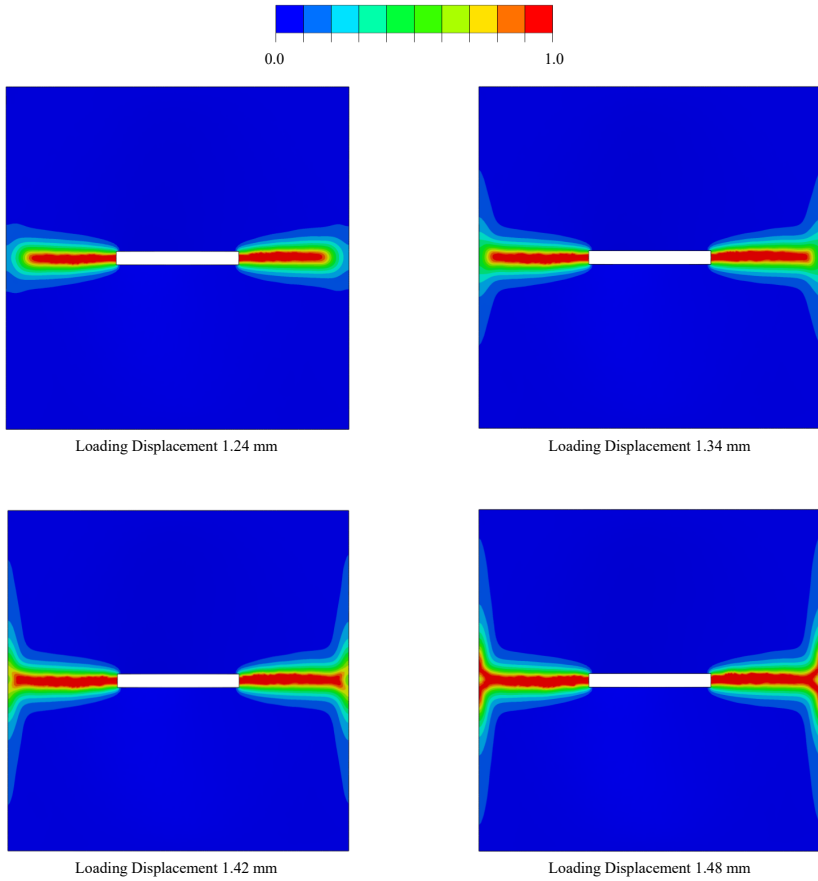 0.0 1.0
Loading Displacement 1.24 mm
Loading Displacement 1.34 mm
Loading Displacement 1.42 mm
Loading Displacement 1.48 mm